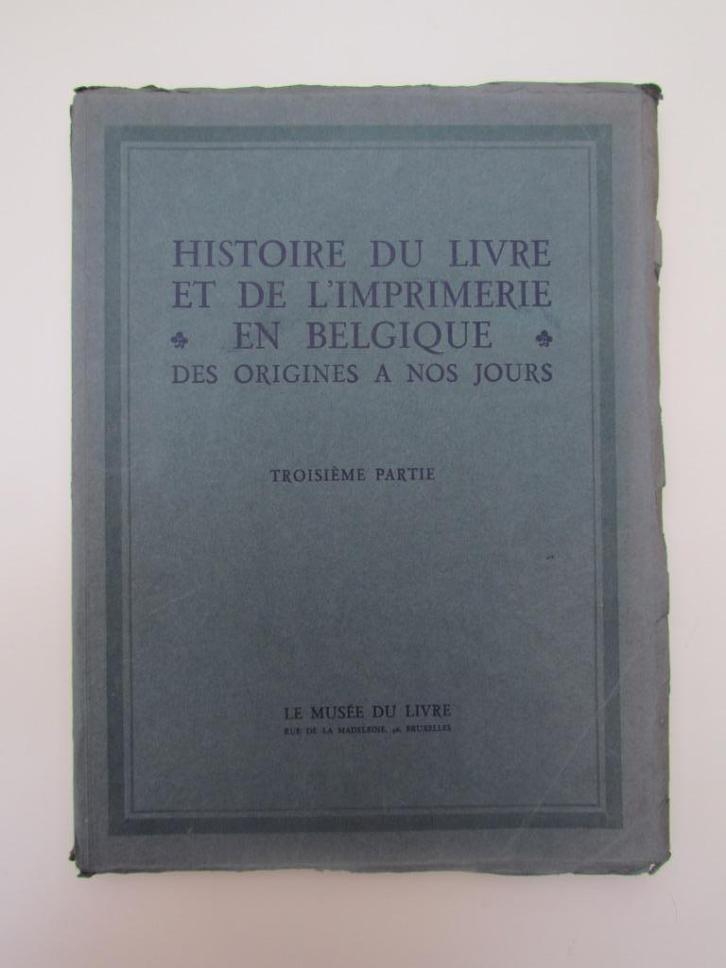 HISTOIRE DU LIVRE
ET DE L'IMPRIMERIE
EN BELGIQUE
DES ORIGINES A NOS JOURS
TROISIÈME PARTIE
LE MUSÉE DU LIVRE
RUE DE LA MADELEINE, 46, BRUXELLES